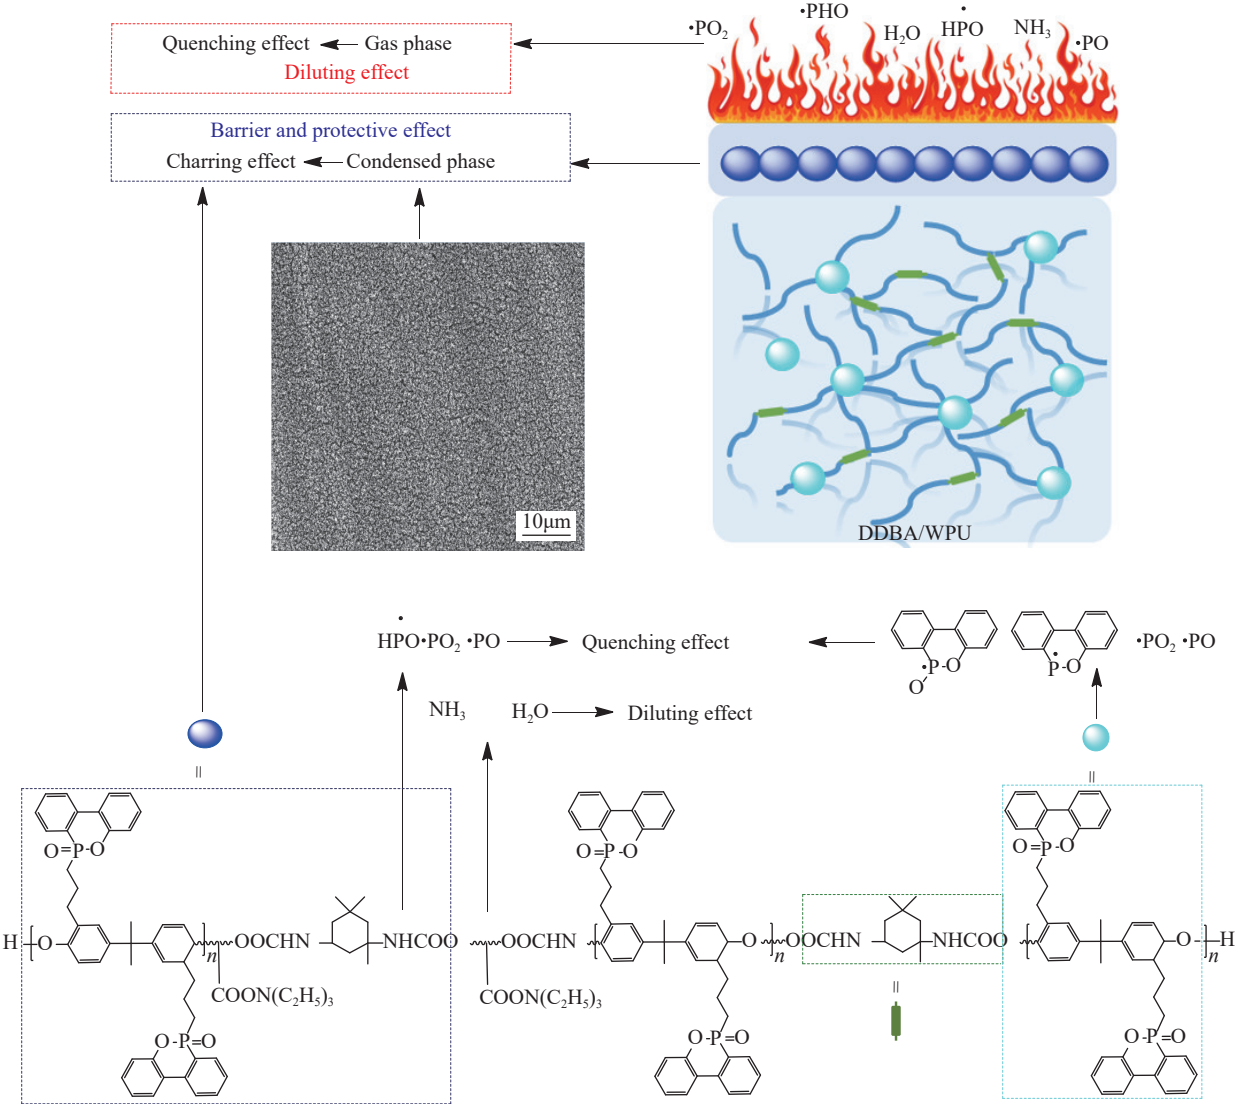 •PO₂
•PHO
H₂O
•
HPO
NH₃
•PO
Quenching effect
Gas phase
Diluting effect
Barrier and protective effect
Charring effect
Condensed phase
10μm
DDBA/WPU
•
HPO•PO₂ •PO
Quenching effect
•P-O
O
•
P-O
•PO₂ •PO
NH₃
H₂O
Diluting effect
=
=
O=P-O
O=P-O
O=P-O
H
[O
]n
OOCHN
NHCOO
OOCHN
[
O
]n
OOCHN
NHCOO
[
O
]n
H
COON(C₂H₅)₃
COON(C₂H₅)₃
=
O-P=O
O-P=O
O-P=O